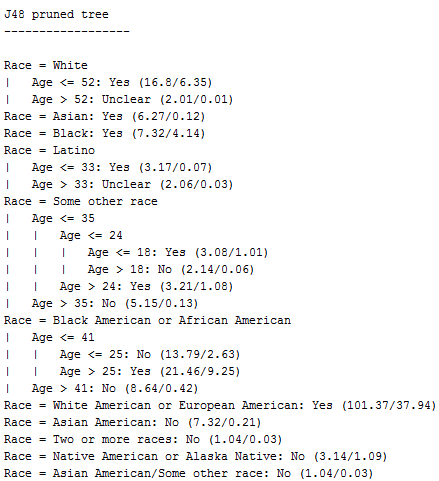 J48 pruned tree
------------------
Race = White
|   Age <= 52: Yes (16.8/6.35)
|   Age > 52: Unclear (2.01/0.01)
Race = Asian: Yes (6.27/0.12)
Race = Black: Yes (7.32/4.14)
Race = Latino
|   Age <= 33: Yes (3.17/0.07)
|   Age > 33: Unclear (2.06/0.03)
Race = Some other race
|   Age <= 35
|   |   Age <= 24
|   |   |   Age <= 18: Yes (3.08/1.01)
|   |   |   Age > 18: No (2.14/0.06)
|   |   Age > 24: Yes (3.21/1.08)
|   Age > 35: No (5.15/0.13)
Race = Black American or African American
|   Age <= 41
|   |   Age <= 25: No (13.79/2.63)
|   |   Age > 25: Yes (21.46/9.25)
|   Age > 41: No (8.64/0.42)
Race = White American or European American: Yes (101.37/37.94)
Race = Asian American: No (7.32/0.21)
Race = Two or more races: No (1.04/0.03)
Race = Native American or Alaska Native: No (3.14/1.09)
Race = Asian American/Some other race: No (1.04/0.03)